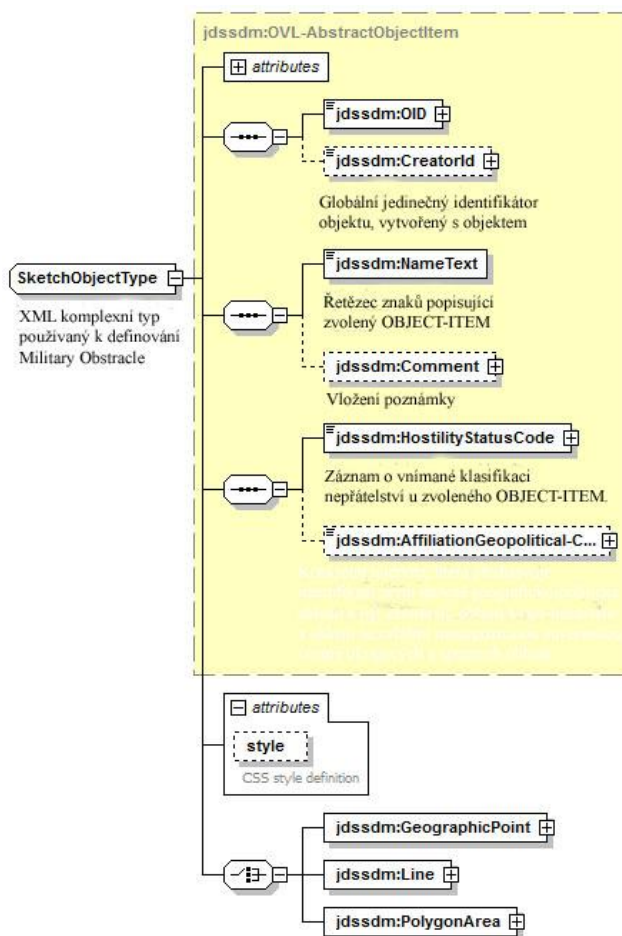 jdssdm:OVL-AbstractObjectItem
attributes
jdssdm:OID
jdssdm:CreatorId
Globální jedinečný identifikátor
objektu, vytvořený s objektem
SketchObjectType
XML komplexní typ
používaný k definování
Military Obstracle
jdssdm:NameText
Řetězec znaků popisující
zvolený OBJECT-ITEM
jdssdm:Comment
Vložení poznámky
jdssdm:HostilityStatusCode
Záznam o vnímané klasifikaci
nepřátelství u zvoleného OBJECT-ITEM.
jdssdm:AffiliationGeopolitical-C...
attributes
style
CSS style definition
jdssdm:GeographicPoint
jdssdm:Line
jdssdm:PolygonArea